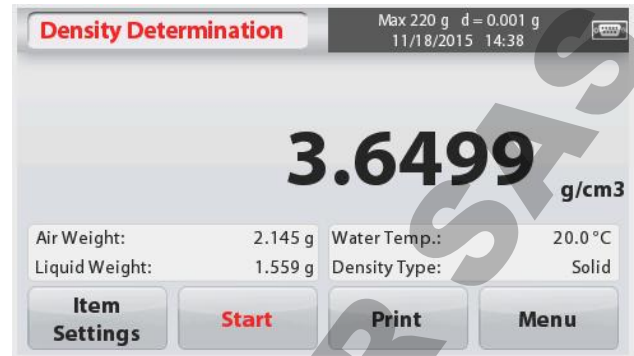 Density Determination
Max 220 g d = 0.001 g
11/18/2015 14:38
3.6499 g/cm3
Air Weight: 2.145 g Water Temp.: 20.0 °C
Liquid Weight: 1.559 g Density Type: Solid
Item Settings
Start
Print
Menu